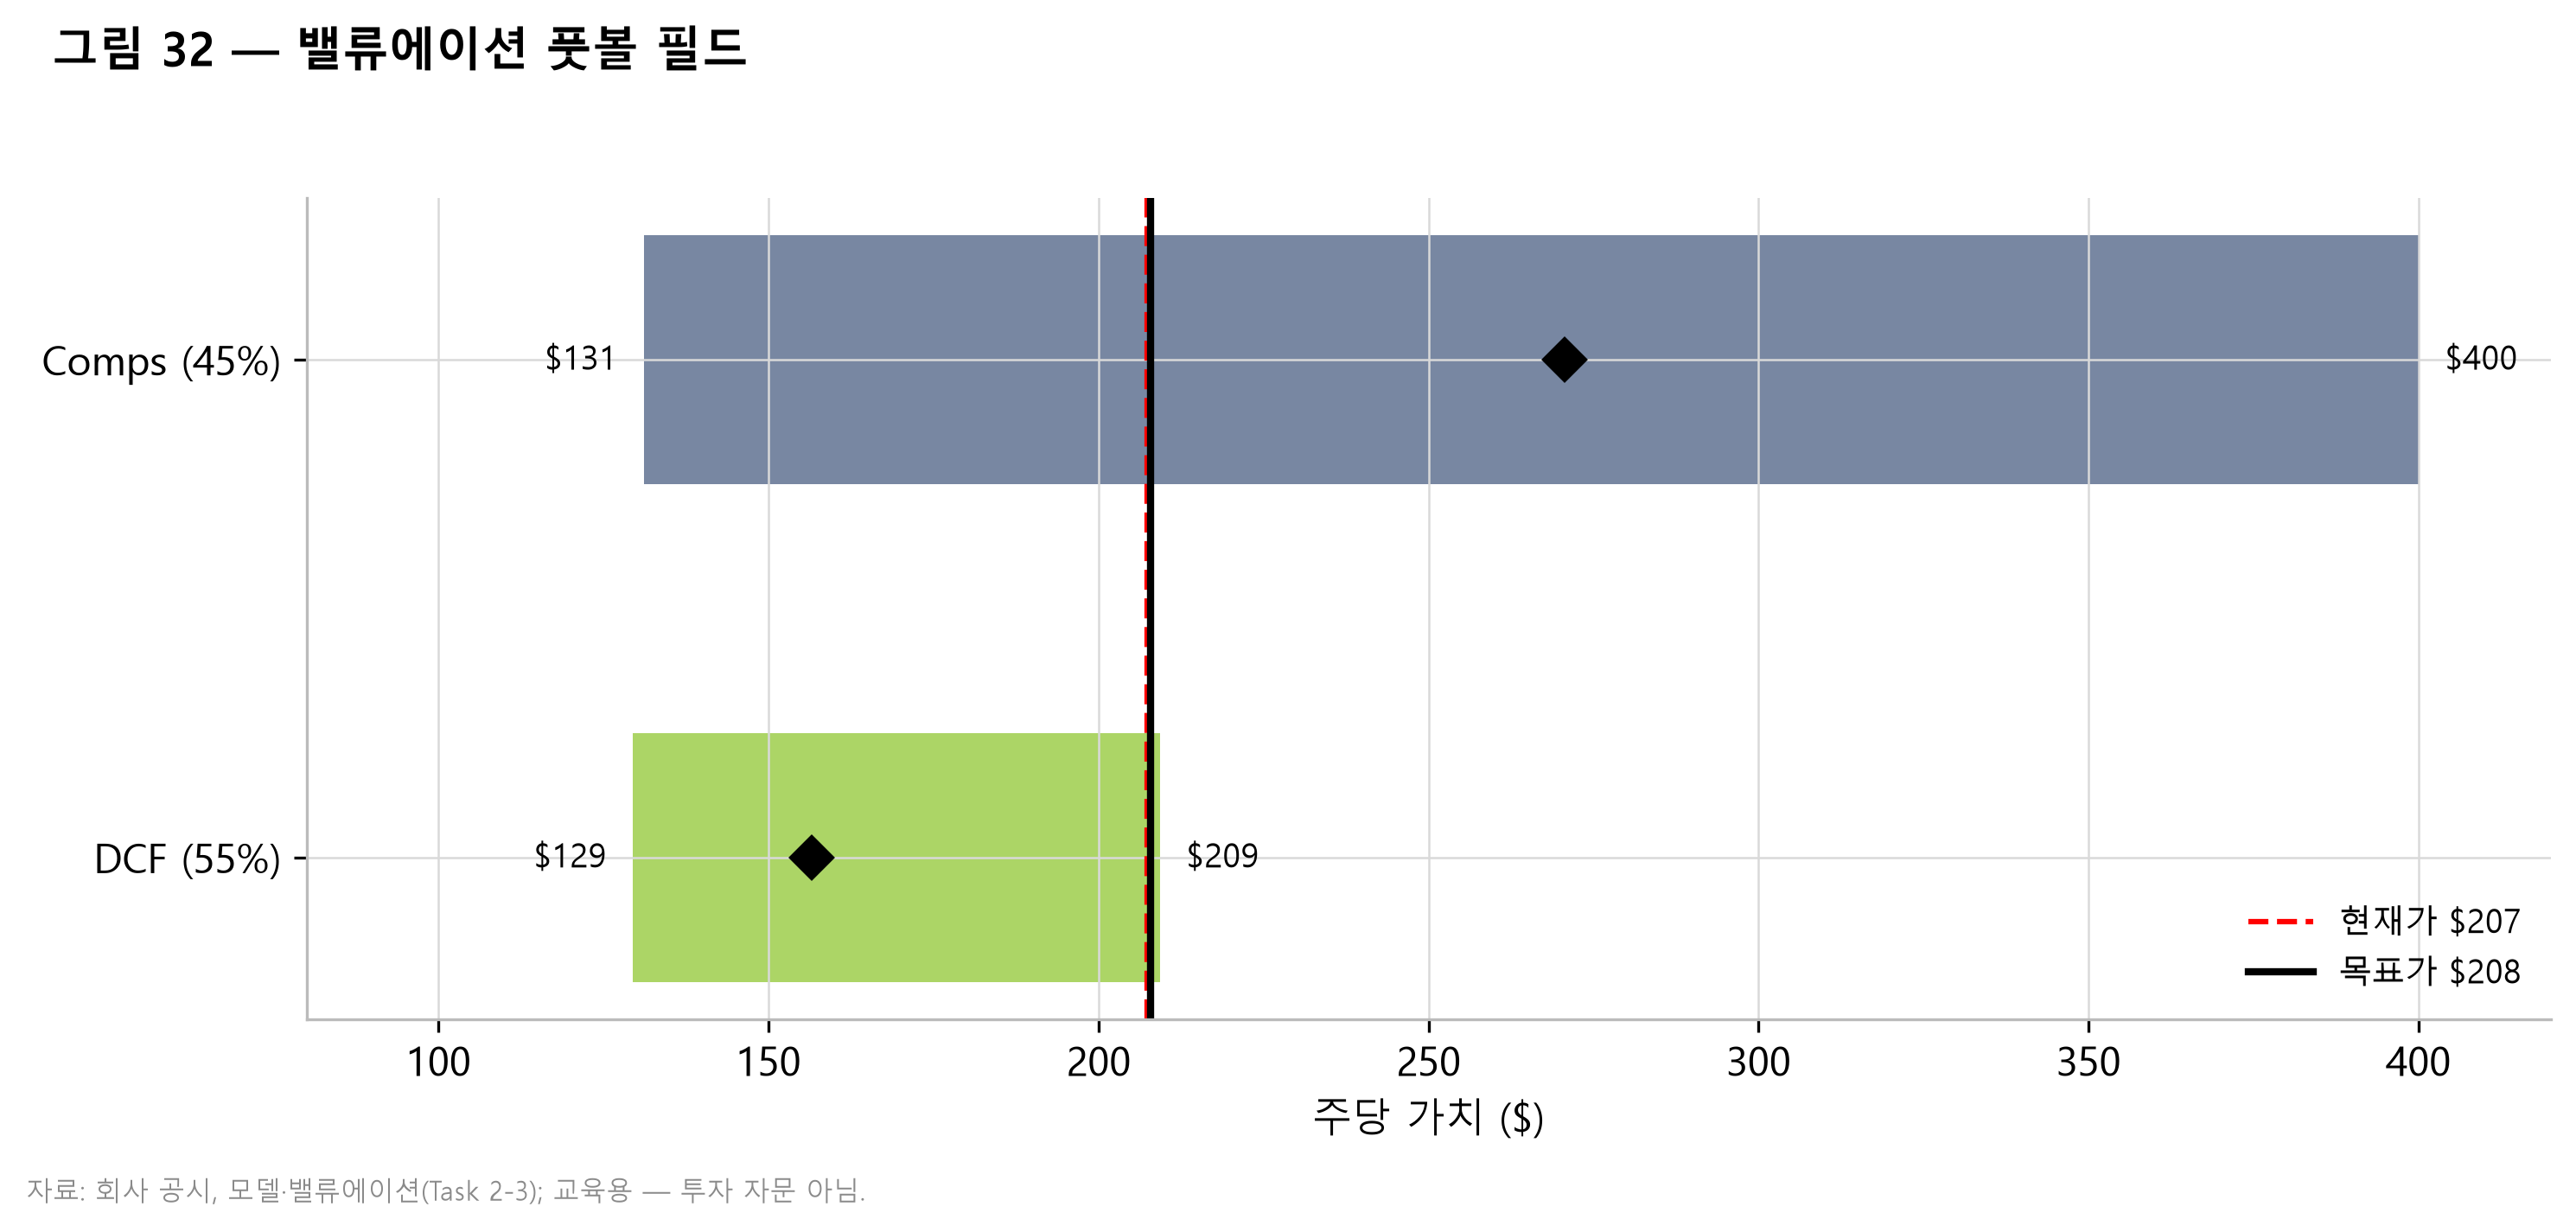 그림 32 — 밸류에이션 풋볼 필드
Comps (45%)
$131
$400
DCF (55%)
$129
$209
현재가 $207
목표가 $208
100 150 200 250 300 350 400
주당 가치 ($)
자료: 회사 공시, 모델·밸류에이션(Task 2-3); 교육용 — 투자 자문 아님.